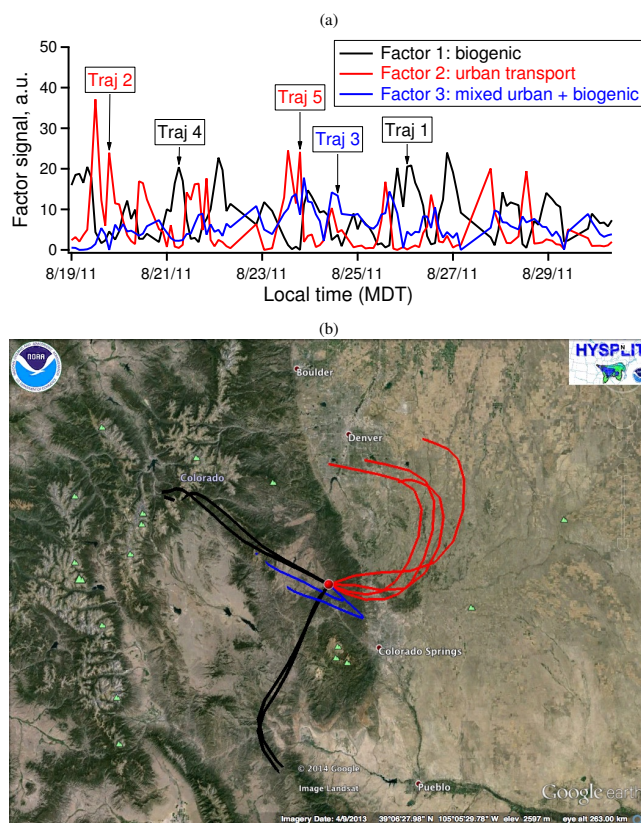 (a)
50
40
30
20
10
0
Factor signal, a.u.
Factor 1: biogenic
Factor 2: urban transport
Factor 3: mixed urban + biogenic
Traj 2
Traj 4
Traj 5
Traj 3
Traj 1
8/19/11
8/21/11
8/23/11
8/25/11
8/27/11
8/29/11
Local time (MDT)
(b)
NOAA
HYSPLIT
N
Boulder
Denver
Colorado
Colorado Springs
© 2014 Google
Image Landsat
Pueblo
Google earth
Imagery Date: 4/9/2013 39°06'27.98" N 105°05'29.78" W elev 2597 m eye alt 263.00 km